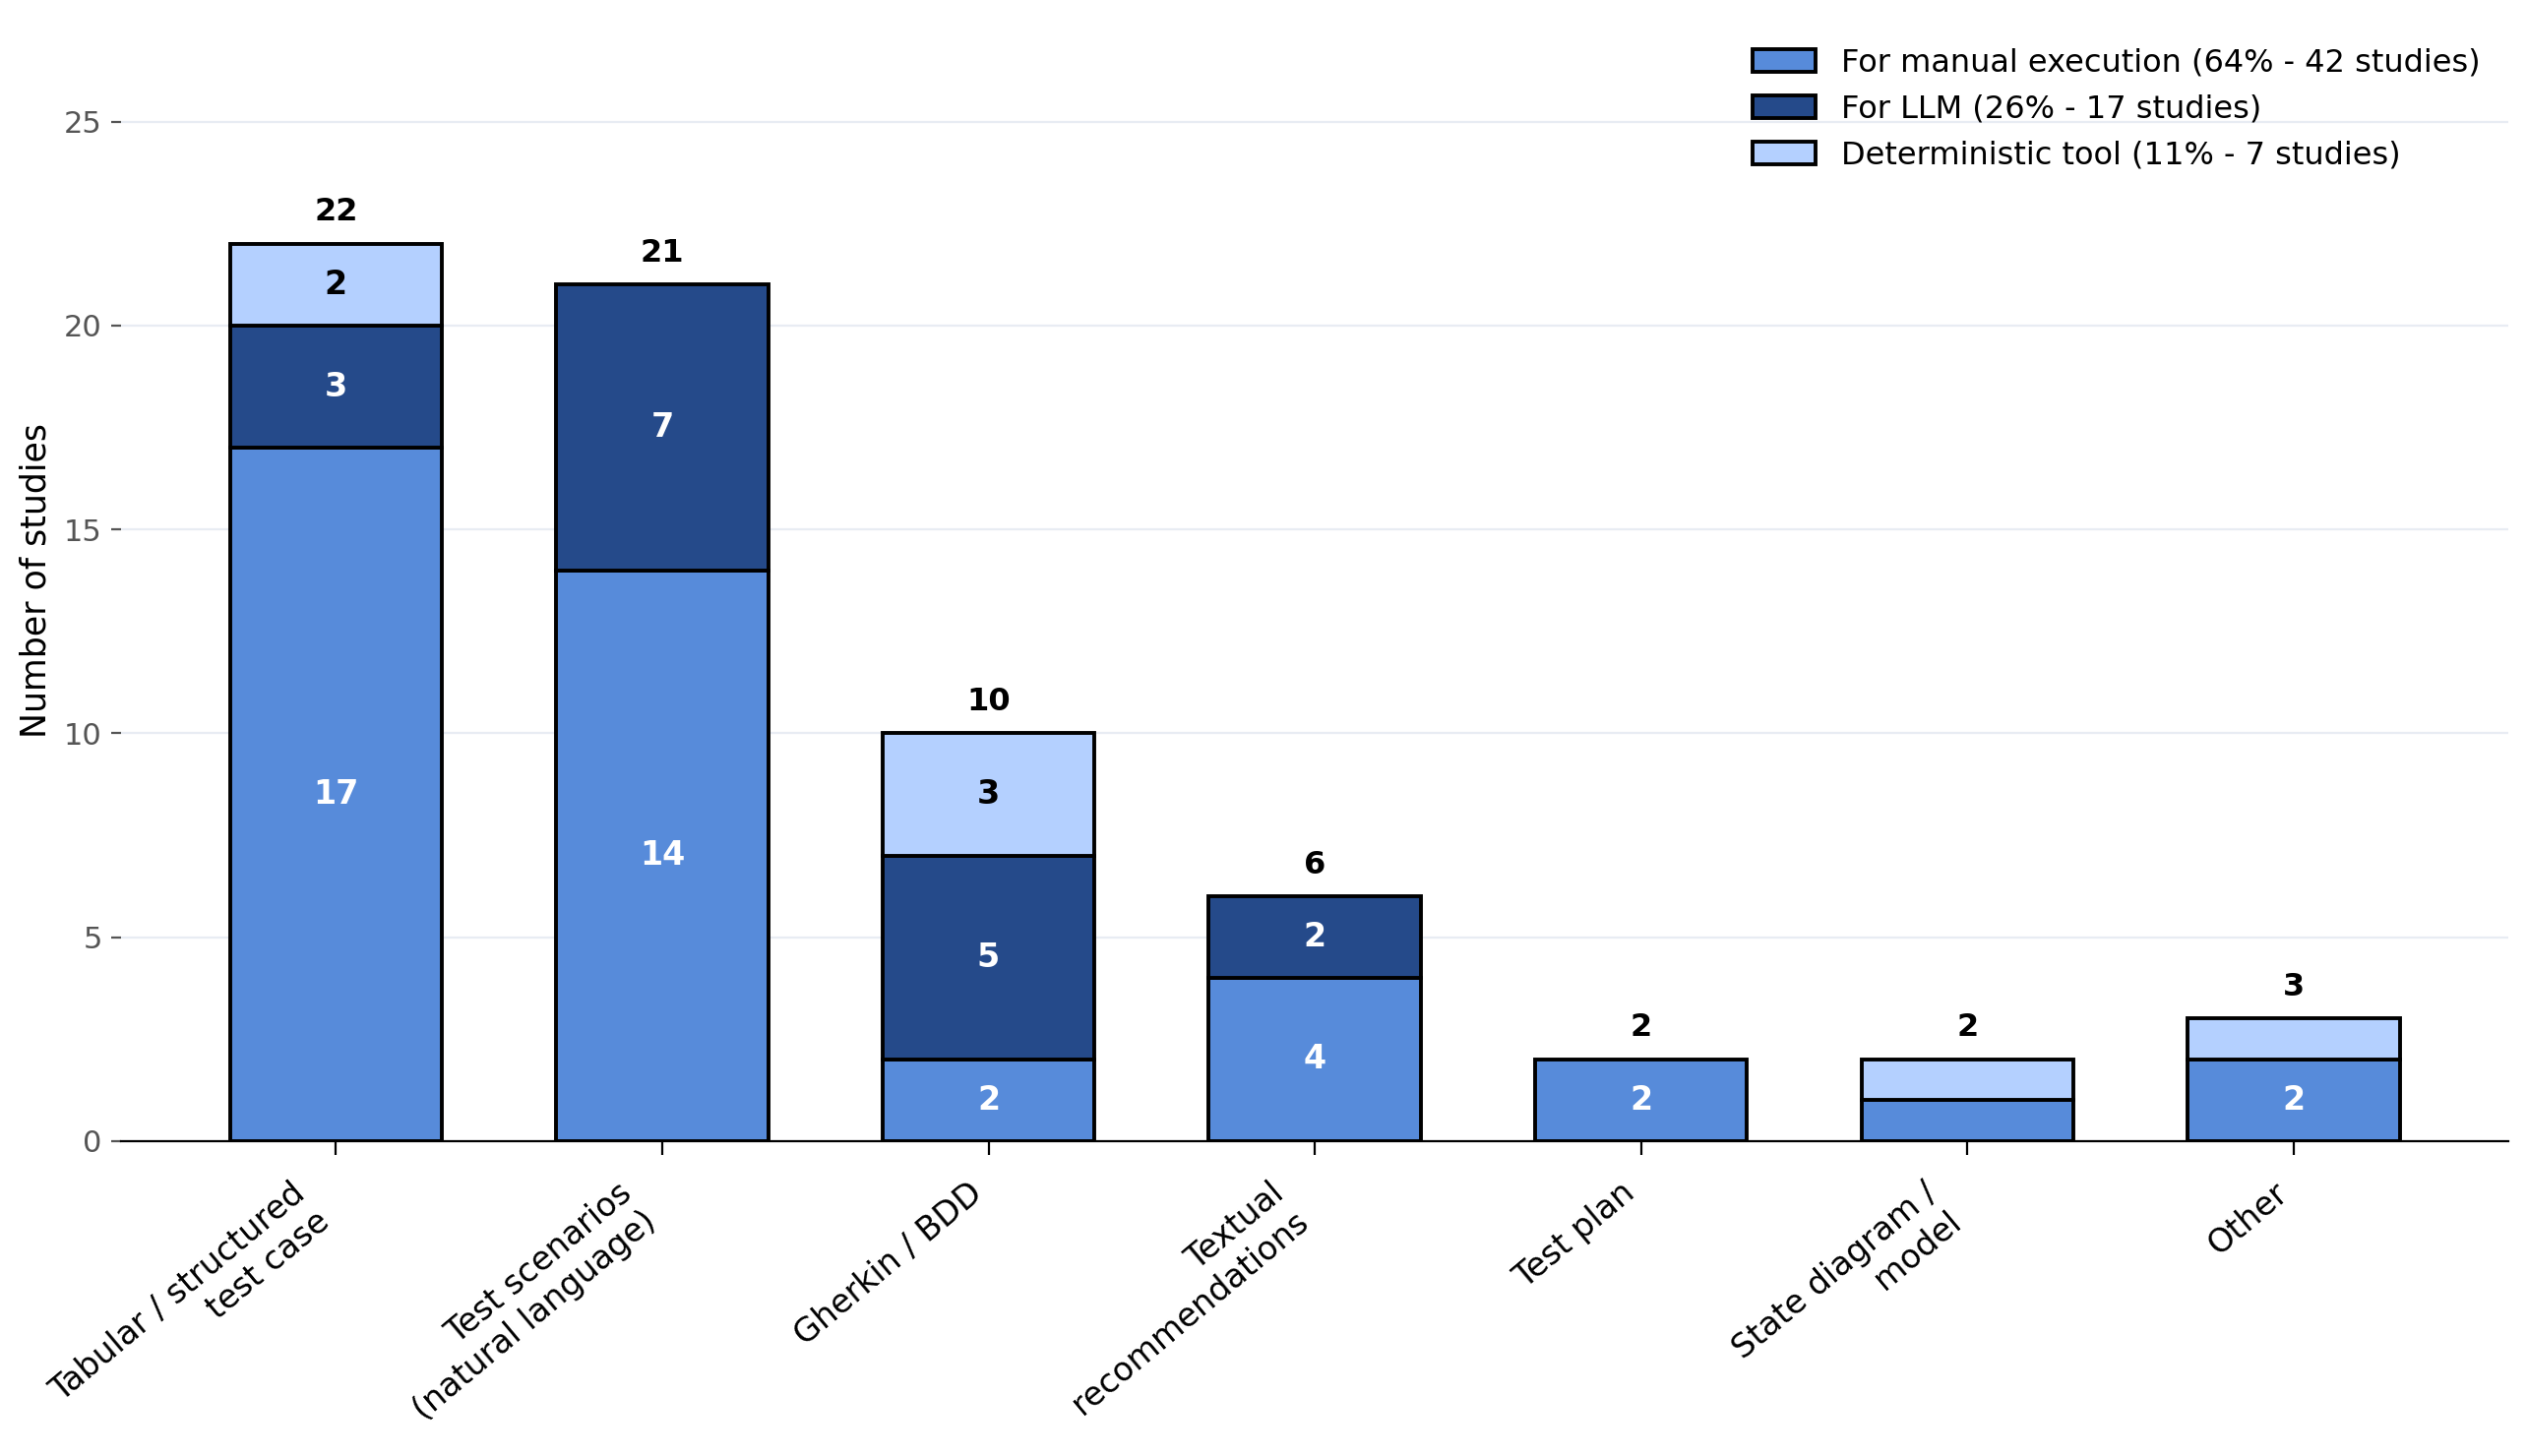 For manual execution (64% - 42 studies)
For LLM (26% - 17 studies)
Deterministic tool (11% - 7 studies)
Number of studies
25
20
15
10
5
0
22
2
3
17
21
7
14
10
3
5
2
6
2
4
2
2
2
3
2
Tabular / structured
test case
Test scenarios
(natural language)
Gherkin / BDD
Textual
recommendations
Test plan
State diagram /
model
Other